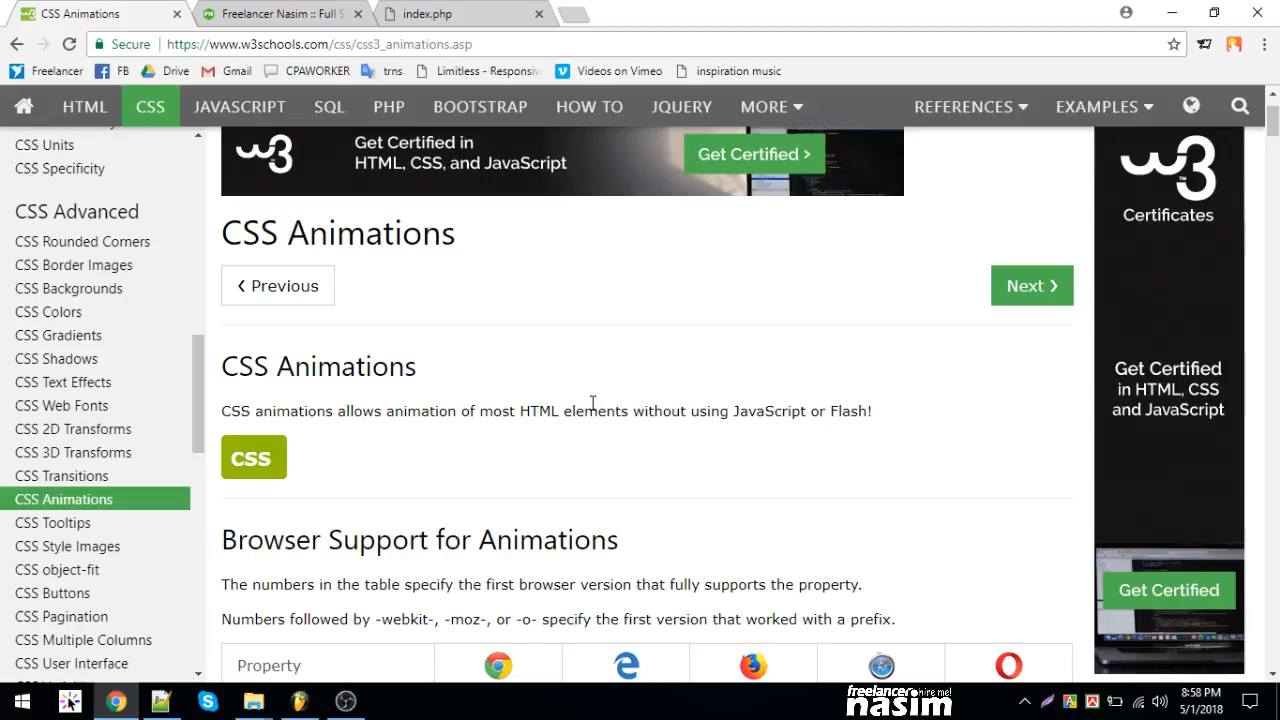 CSS Animations
Freelancer Nasim :: Full S
index.php
Secure
https://www.w3schools.com/css/css3_animations.asp
Freelancer
FB
Drive
Gmail
CPAWORKER
trns
Limitless - Responsiv
Videos on Vimeo
inspiration music
HTML
CSS
JAVASCRIPT
SQL
PHP
BOOTSTRAP
HOW TO
JQUERY
MORE
REFERENCES
EXAMPLES
CSS Units
CSS Specificity
CSS Advanced
CSS Rounded Corners
CSS Border Images
CSS Backgrounds
CSS Colors
CSS Gradients
CSS Shadows
CSS Text Effects
CSS Web Fonts
CSS 2D Transforms
CSS 3D Transforms
CSS Transitions
CSS Animations
CSS Tooltips
CSS Style Images
CSS object-fit
CSS Buttons
CSS Pagination
CSS Multiple Columns
CSS User Interface
w3
Get Certified in
HTML, CSS, and JavaScript
Get Certified >
CSS Animations
❮ Previous
Next ❯
CSS Animations
CSS animations allows animation of most HTML elements without using JavaScript or Flash!
CSS
Browser Support for Animations
The numbers in the table specify the first browser version that fully supports the property.
Numbers followed by -webkit-, -moz-, or -o- specify the first version that worked with a prefix.
Property
w3
TM
Certificates
Get Certified
in HTML, CSS
and JavaScript
Get Certified
freelancer hire me!
nasim
8:58 PM
5/1/2018